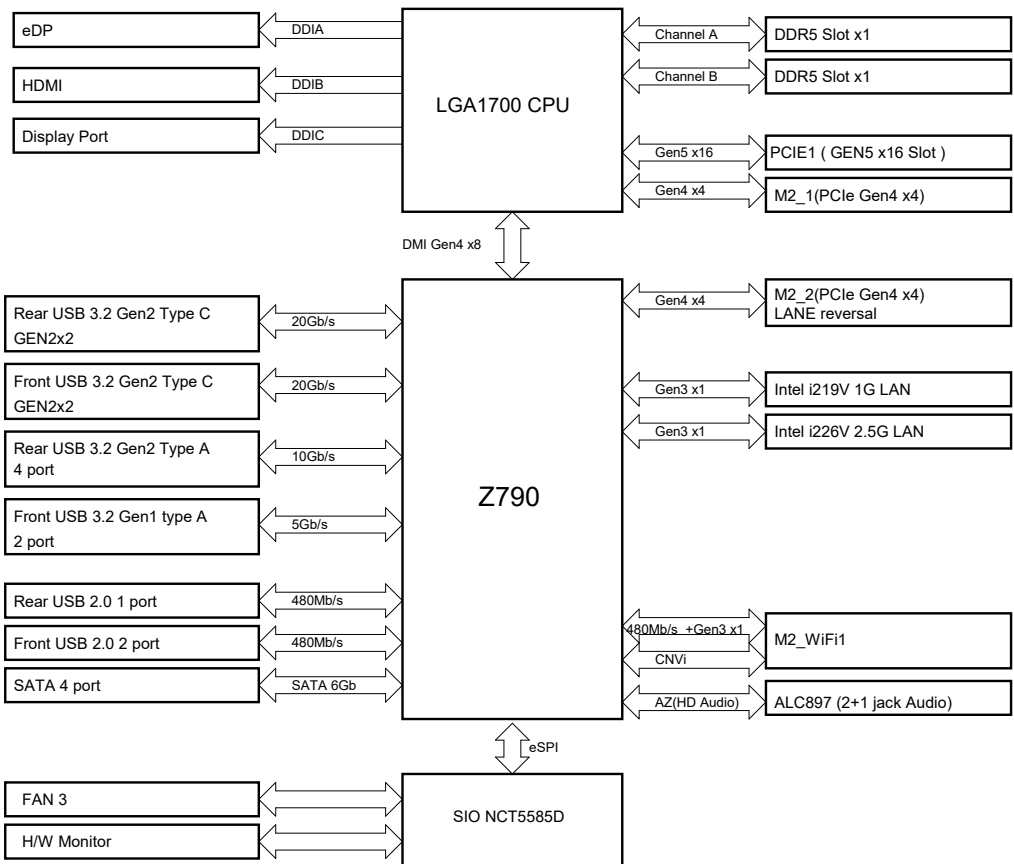 eDP
DDIA
HDMI
DDIB
Display Port
DDIC
LGA1700 CPU
Channel A
DDR5 Slot x1
Channel B
DDR5 Slot x1
Gen5 x16
PCIE1 ( GEN5 x16 Slot )
Gen4 x4
M2_1(PCIe Gen4 x4)
DMI Gen4 x8
Rear USB 3.2 Gen2 Type C
GEN2x2
20Gb/s
Front USB 3.2 Gen2 Type C
GEN2x2
20Gb/s
Rear USB 3.2 Gen2 Type A
4 port
10Gb/s
Front USB 3.2 Gen1 type A
2 port
5Gb/s
Rear USB 2.0 1 port
480Mb/s
Front USB 2.0 2 port
480Mb/s
SATA 4 port
SATA 6Gb
Z790
Gen4 x4
M2_2(PCIe Gen4 x4)
LANE reversal
Gen3 x1
Intel i219V 1G LAN
Gen3 x1
Intel i226V 2.5G LAN
480Mb/s +Gen3 x1
M2_WiFi1
CNVi
AZ(HD Audio)
ALC897 (2+1 jack Audio)
eSPI
FAN 3
H/W Monitor
SIO NCT5585D